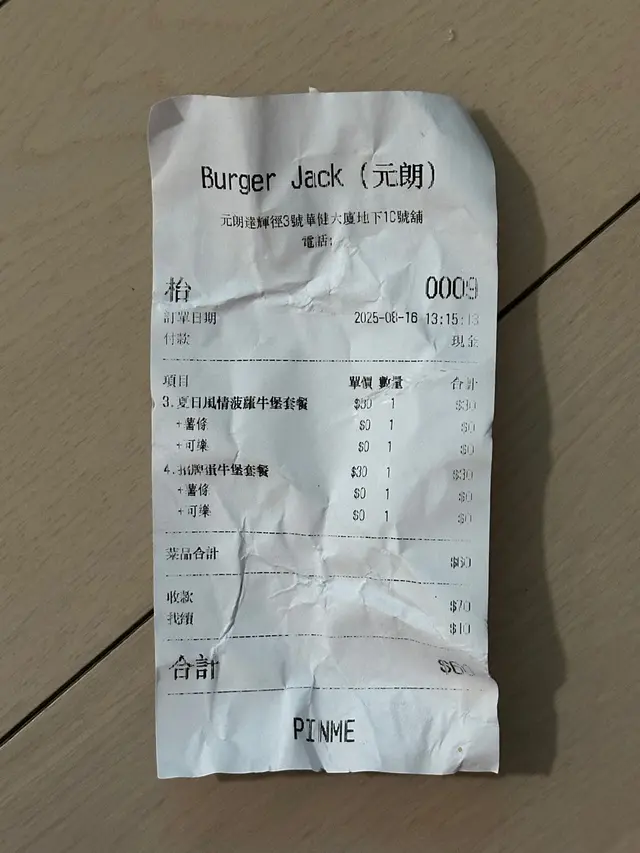 Burger Jack (元朗)
元朗達輝徑3號華健大廈地下10號舖
電話:
枱 0009
訂單日期 2025-08-16 13:15:13
付款 現金
項目 單價 數量 合計
3.夏日風情菠蘿牛堡套餐 $30 1 $30
+薯條 $0 1 $0
+可樂 $0 1 $0
4.招牌蛋牛堡套餐 $30 1 $30
+薯條 $0 1 $0
+可樂 $0 1 $0
菜品合計 $60
收款 $70
找續 $10
合計 $60
PINME